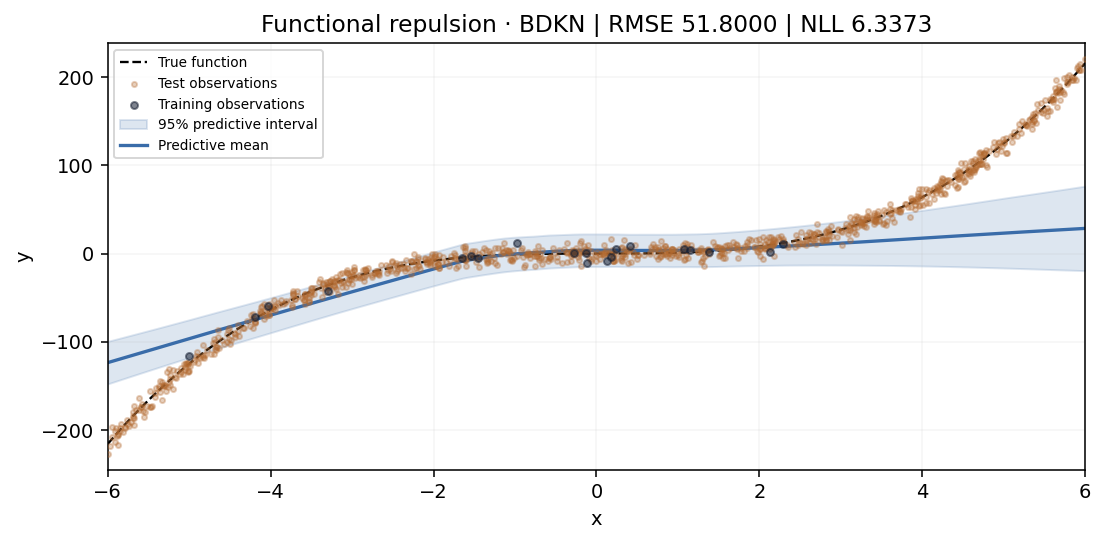 Functional repulsion · BDKN | RMSE 51.8000 | NLL 6.3373
True function
Test observations
Training observations
95% predictive interval
Predictive mean
y
200
100
0
−100
−200
−6
−4
−2
0
2
4
6
x